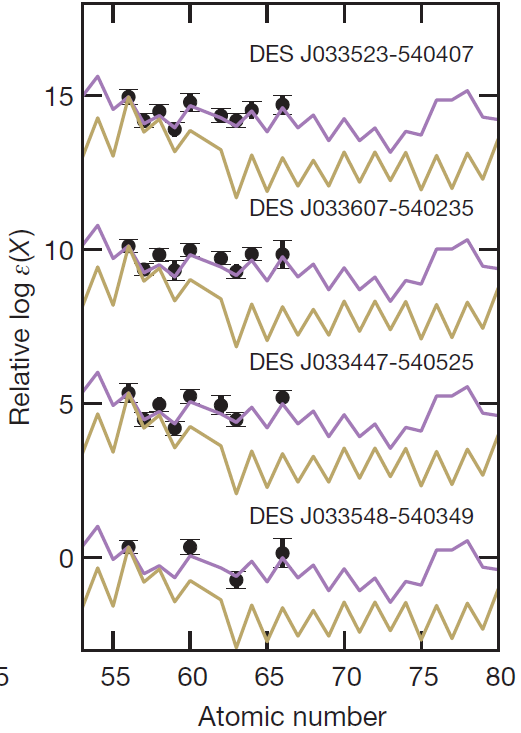 DES J033523-540407
15
DES J033607-540235
10
Relative log ε(X)
DES J033447-540525
5
DES J033548-540349
0
5 55 60 65 70 75 80
Atomic number